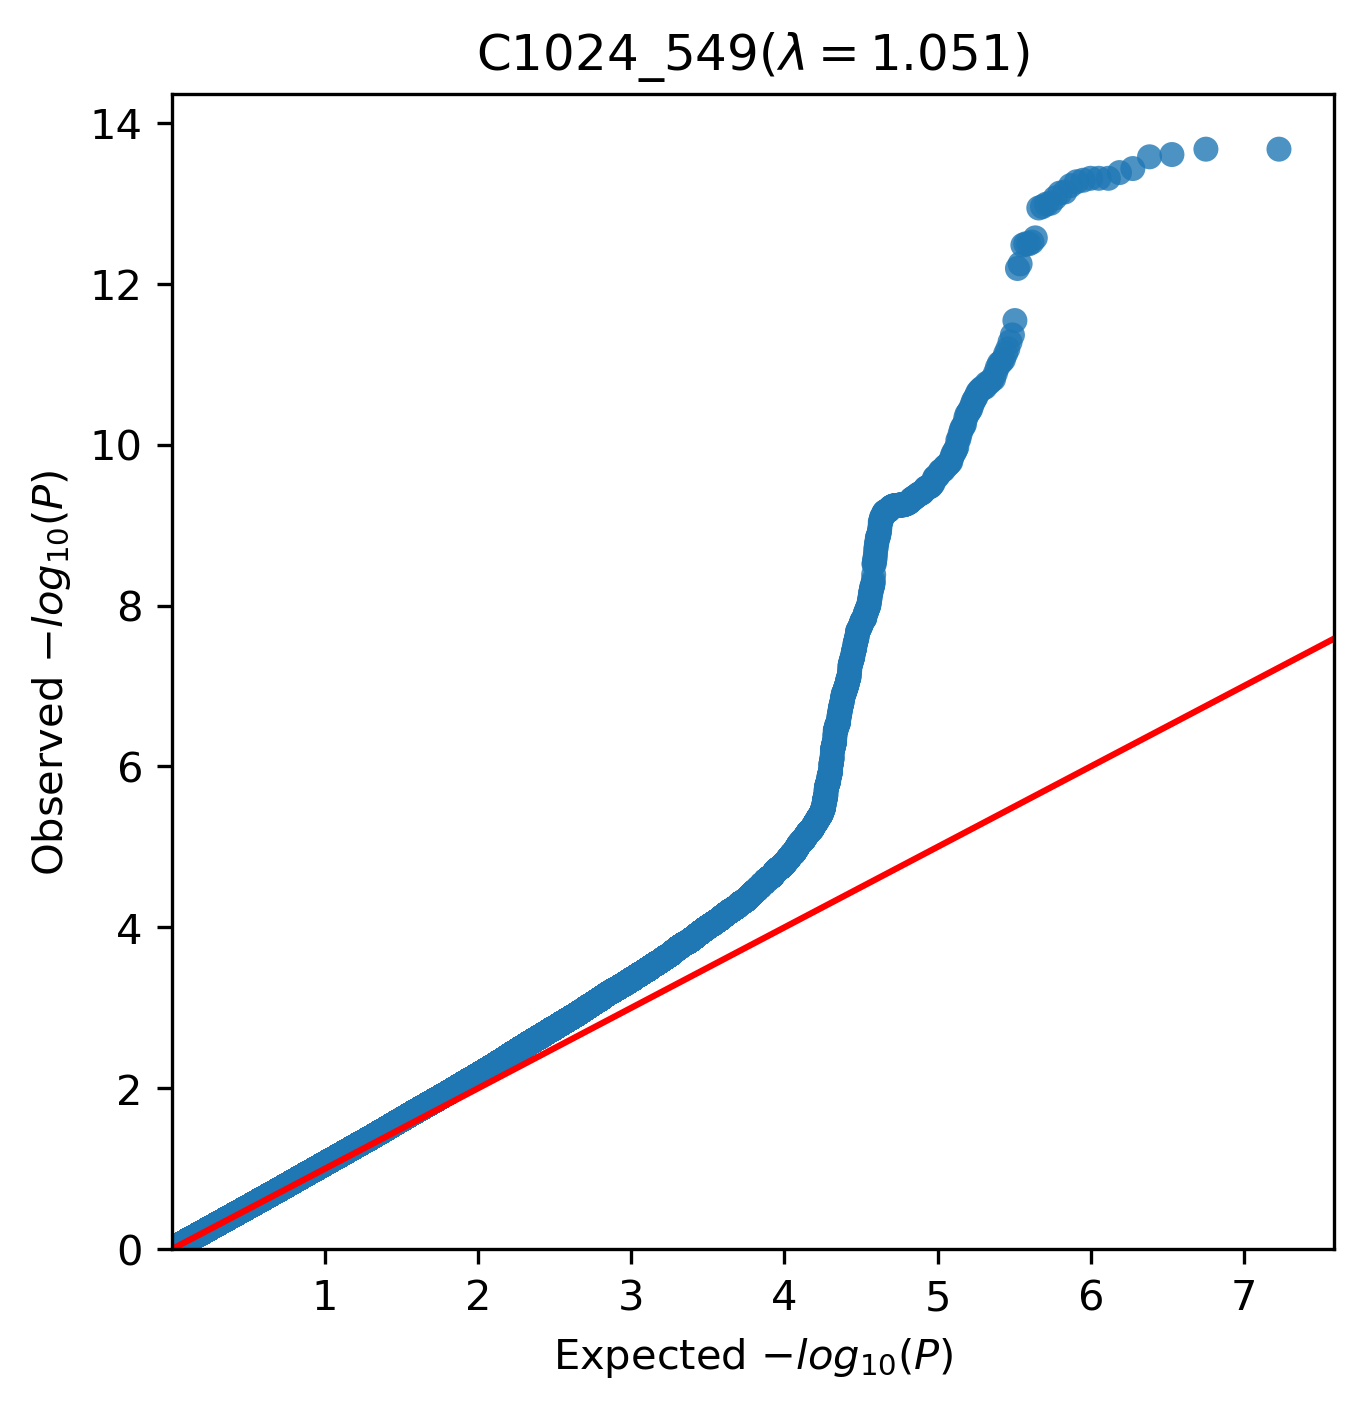 C1024_549(λ = 1.051)
14
12
10
8
6
4
2
0
Observed −log₁₀(P)
1 2 3 4 5 6 7
Expected −log₁₀(P)